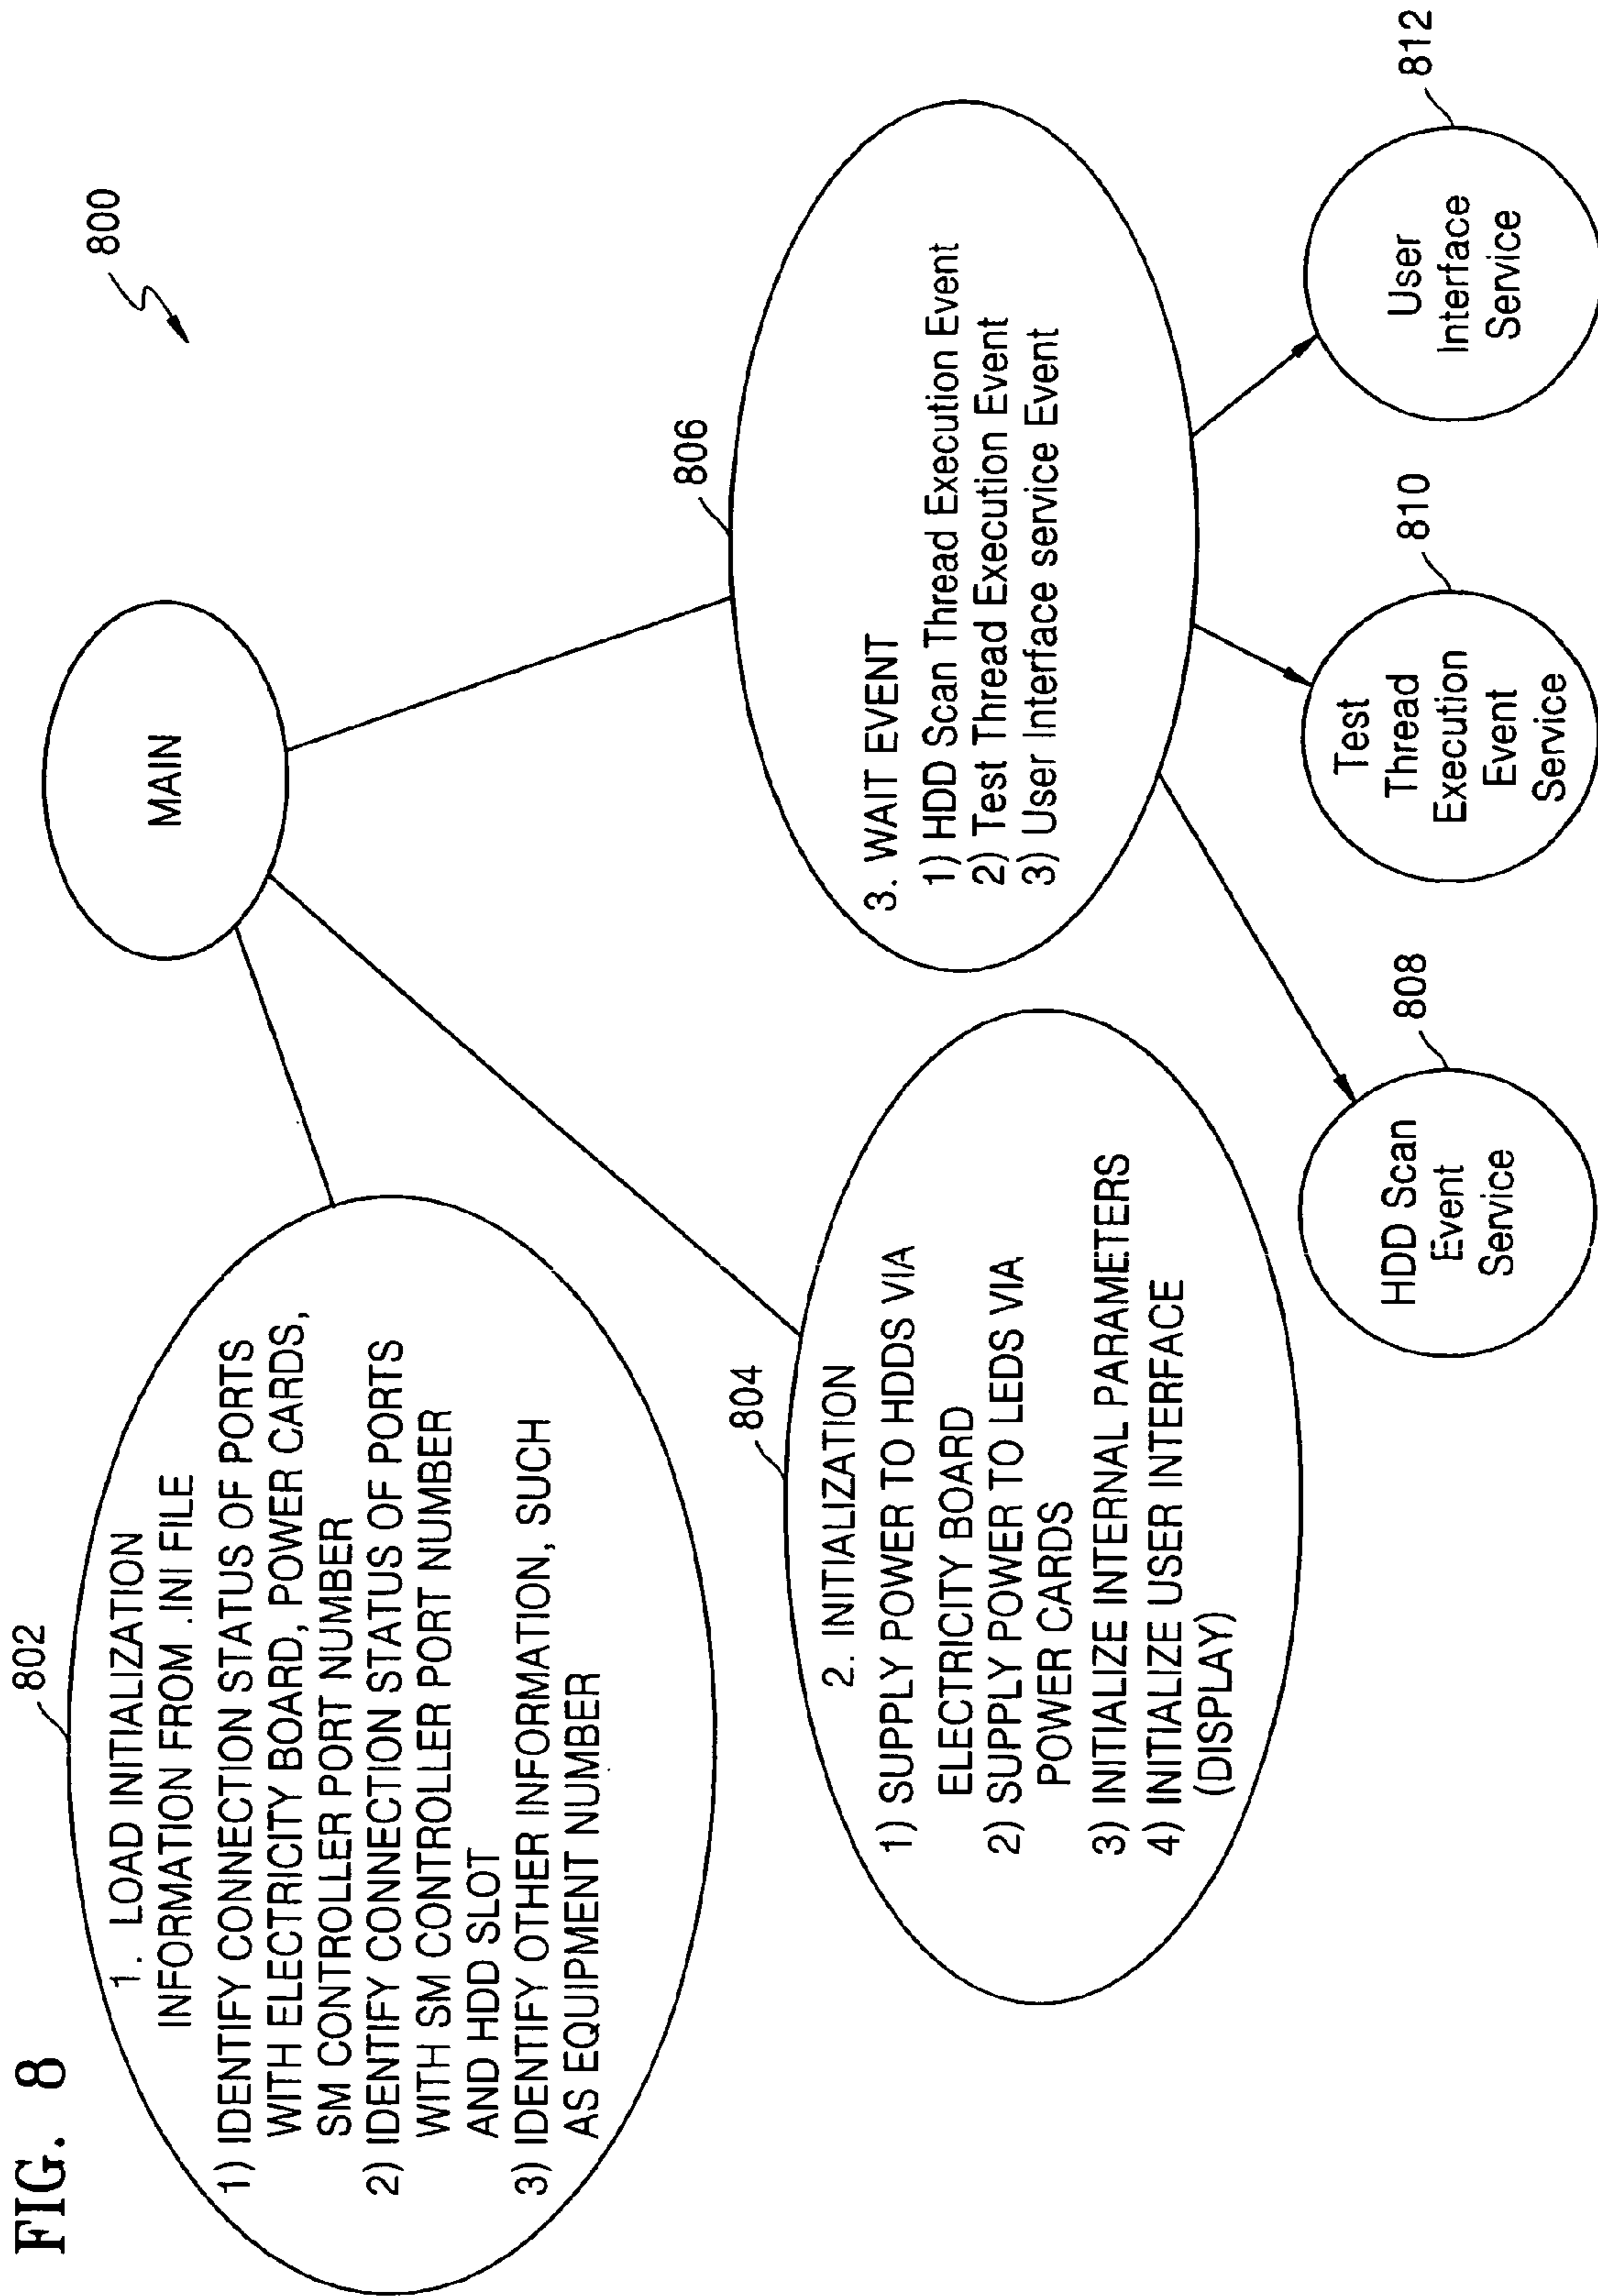 FIG. 8
800
MAIN
802
1. LOAD INITIALIZATION
INFORMATION FROM .INI FILE
1) IDENTIFY CONNECTION STATUS OF PORTS
WITH ELECTRICITY BOARD, POWER CARDS,
SM CONTROLLER PORT NUMBER
2) IDENTIFY CONNECTION STATUS OF PORTS
WITH SM CONTROLLER PORT NUMBER
AND HDD SLOT
3) IDENTIFY OTHER INFORMATION, SUCH
AS EQUIPMENT NUMBER
804
2. INITIALIZATION
1) SUPPLY POWER TO HDDS VIA
ELECTRICITY BOARD
2) SUPPLY POWER TO LEDS VIA
POWER CARDS
3) INITIALIZE INTERNAL PARAMETERS
4) INITIALIZE USER INTERFACE
(DISPLAY)
806
3. WAIT EVENT
1) HDD Scan Thread Execution Event
2) Test Thread Execution Event
3) User Interface service Event
808
HDD Scan
Event
Service
810
Test
Thread
Execution
Event
Service
812
User
Interface
Service